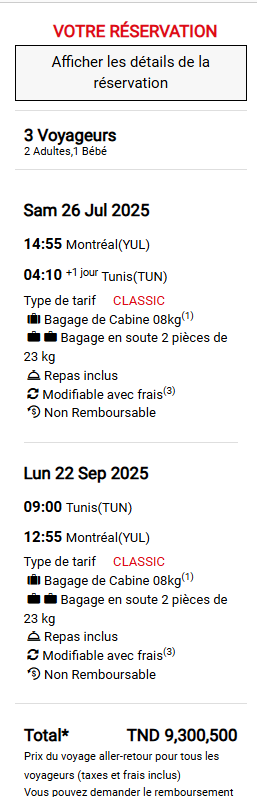 VOTRE RÉSERVATION
Afficher les détails de la
réservation
3 Voyageurs
2 Adultes,1 Bébé
Sam 26 Jul 2025
14:55 Montréal(YUL)
04:10 +1 jour Tunis(TUN)
Type de tarif CLASSIC
Bagage de Cabine 08kg(1)
Bagage en soute 2 pièces de
23 kg
Repas inclus
Modifiable avec frais(3)
Non Remboursable
Lun 22 Sep 2025
09:00 Tunis(TUN)
12:55 Montréal(YUL)
Type de tarif CLASSIC
Bagage de Cabine 08kg(1)
Bagage en soute 2 pièces de
23 kg
Repas inclus
Modifiable avec frais(3)
Non Remboursable
Total* TND 9,300,500
Prix du voyage aller-retour pour tous les
voyageurs (taxes et frais inclus)
Vous pouvez demander le remboursement